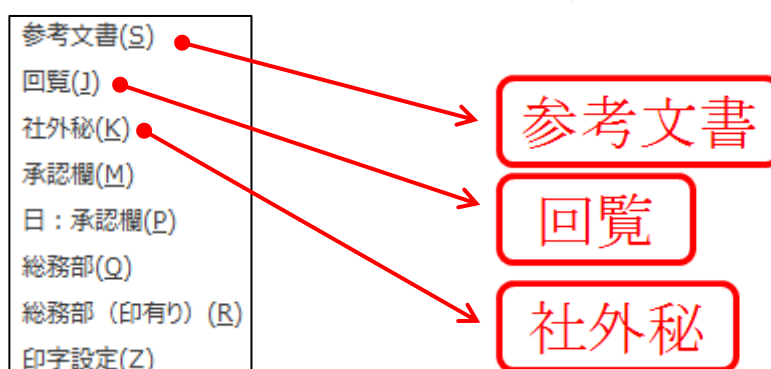 参考文書(S)
回覧(J)
社外秘(K)
承認欄(M)
日：承認欄(P)
総務部(Q)
総務部（印有り）(R)
印字設定(Z)
参考文書
回覧
社外秘